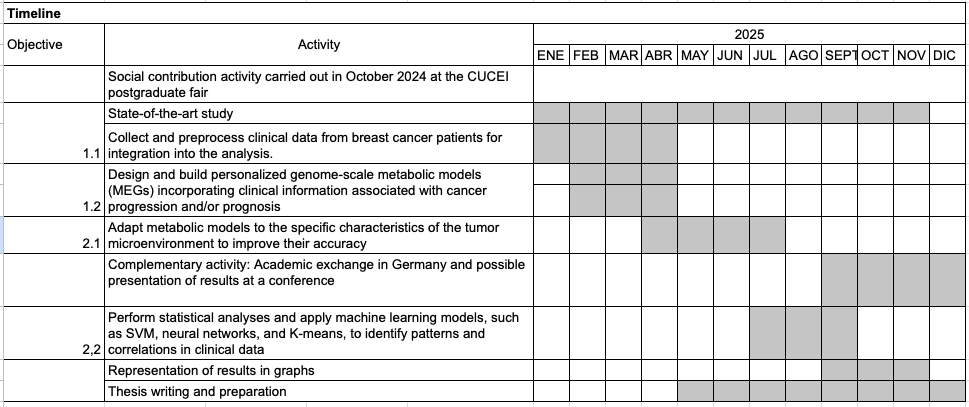 Timeline
Objective
Activity
2025
ENE FEB MAR ABR MAY JUN JUL AGO SEPT OCT NOV DIC
Social contribution activity carried out in October 2024 at the CUCEI
postgraduate fair
State-of-the-art study
Collect and preprocess clinical data from breast cancer patients for
1.1 integration into the analysis.
Design and build personalized genome-scale metabolic models
(MEGs) incorporating clinical information associated with cancer
1.2 progression and/or prognosis
Adapt metabolic models to the specific characteristics of the tumor
2.1 microenvironment to improve their accuracy
Complementary activity: Academic exchange in Germany and possible
presentation of results at a conference
Perform statistical analyses and apply machine learning models, such
as SVM, neural networks, and K-means, to identify patterns and
2,2 correlations in clinical data
Representation of results in graphs
Thesis writing and preparation